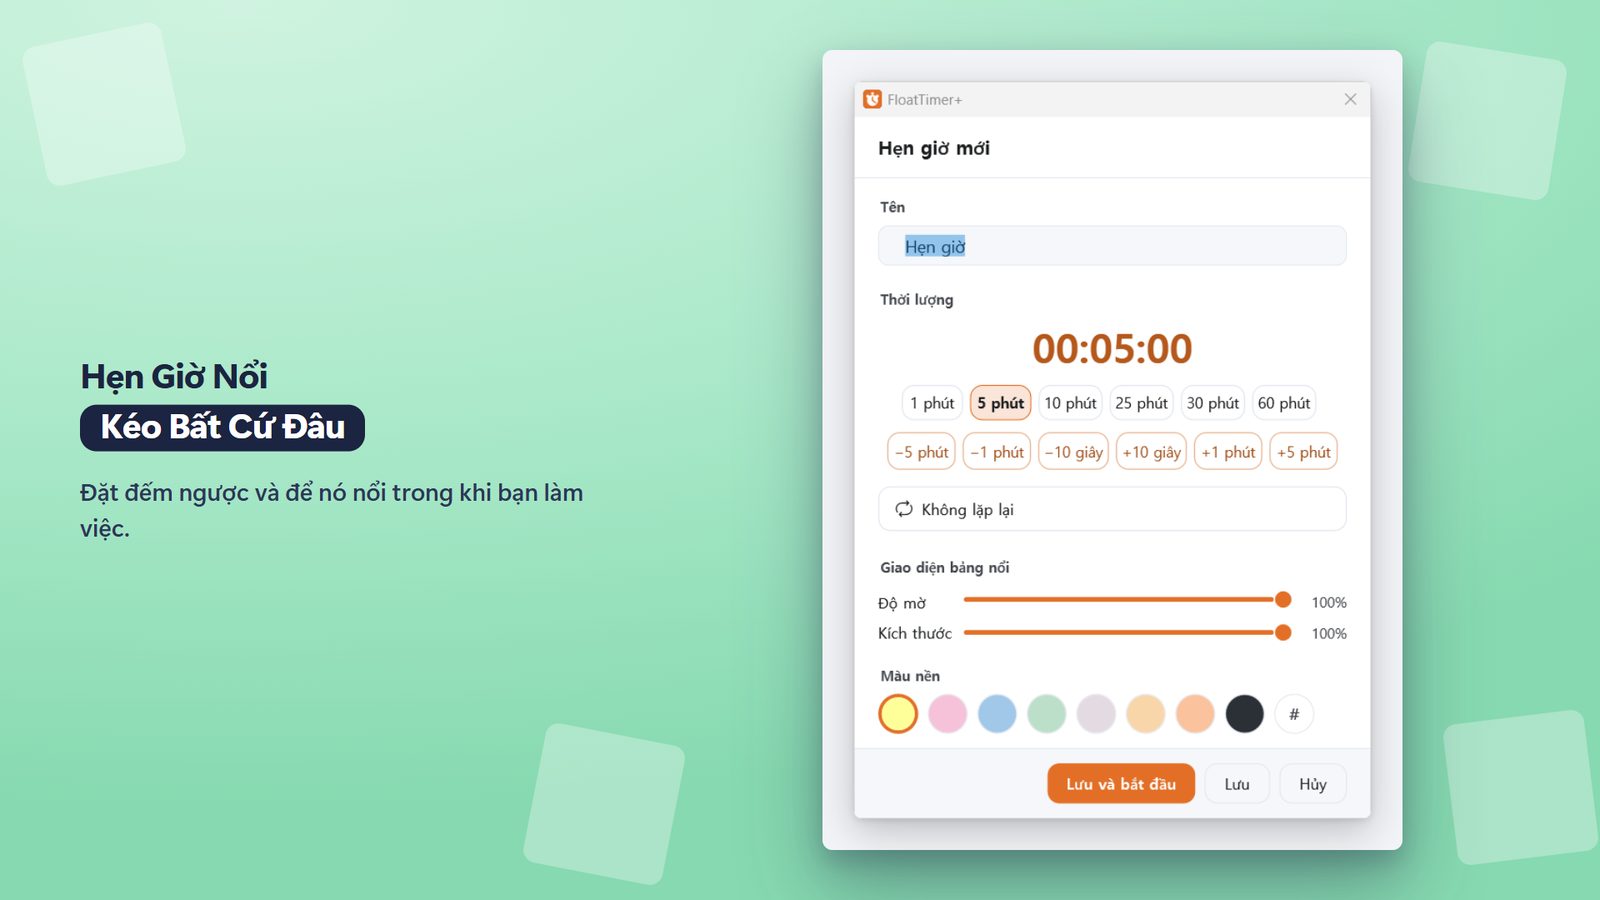 Hẹn Giờ Nổi
Kéo Bất Cứ Đâu
Đặt đếm ngược và để nó nổi trong khi bạn làm
việc.
FloatTimer+
Hẹn giờ mới
Tên
Hẹn giờ
Thời lượng
00:05:00
1 phút 5 phút 10 phút 25 phút 30 phút 60 phút
−5 phút −1 phút −10 giây +10 giây +1 phút +5 phút
Không lặp lại
Giao diện bảng nổi
Độ mờ 100%
Kích thước 100%
Màu nền
#
Lưu và bắt đầu Lưu Hủy